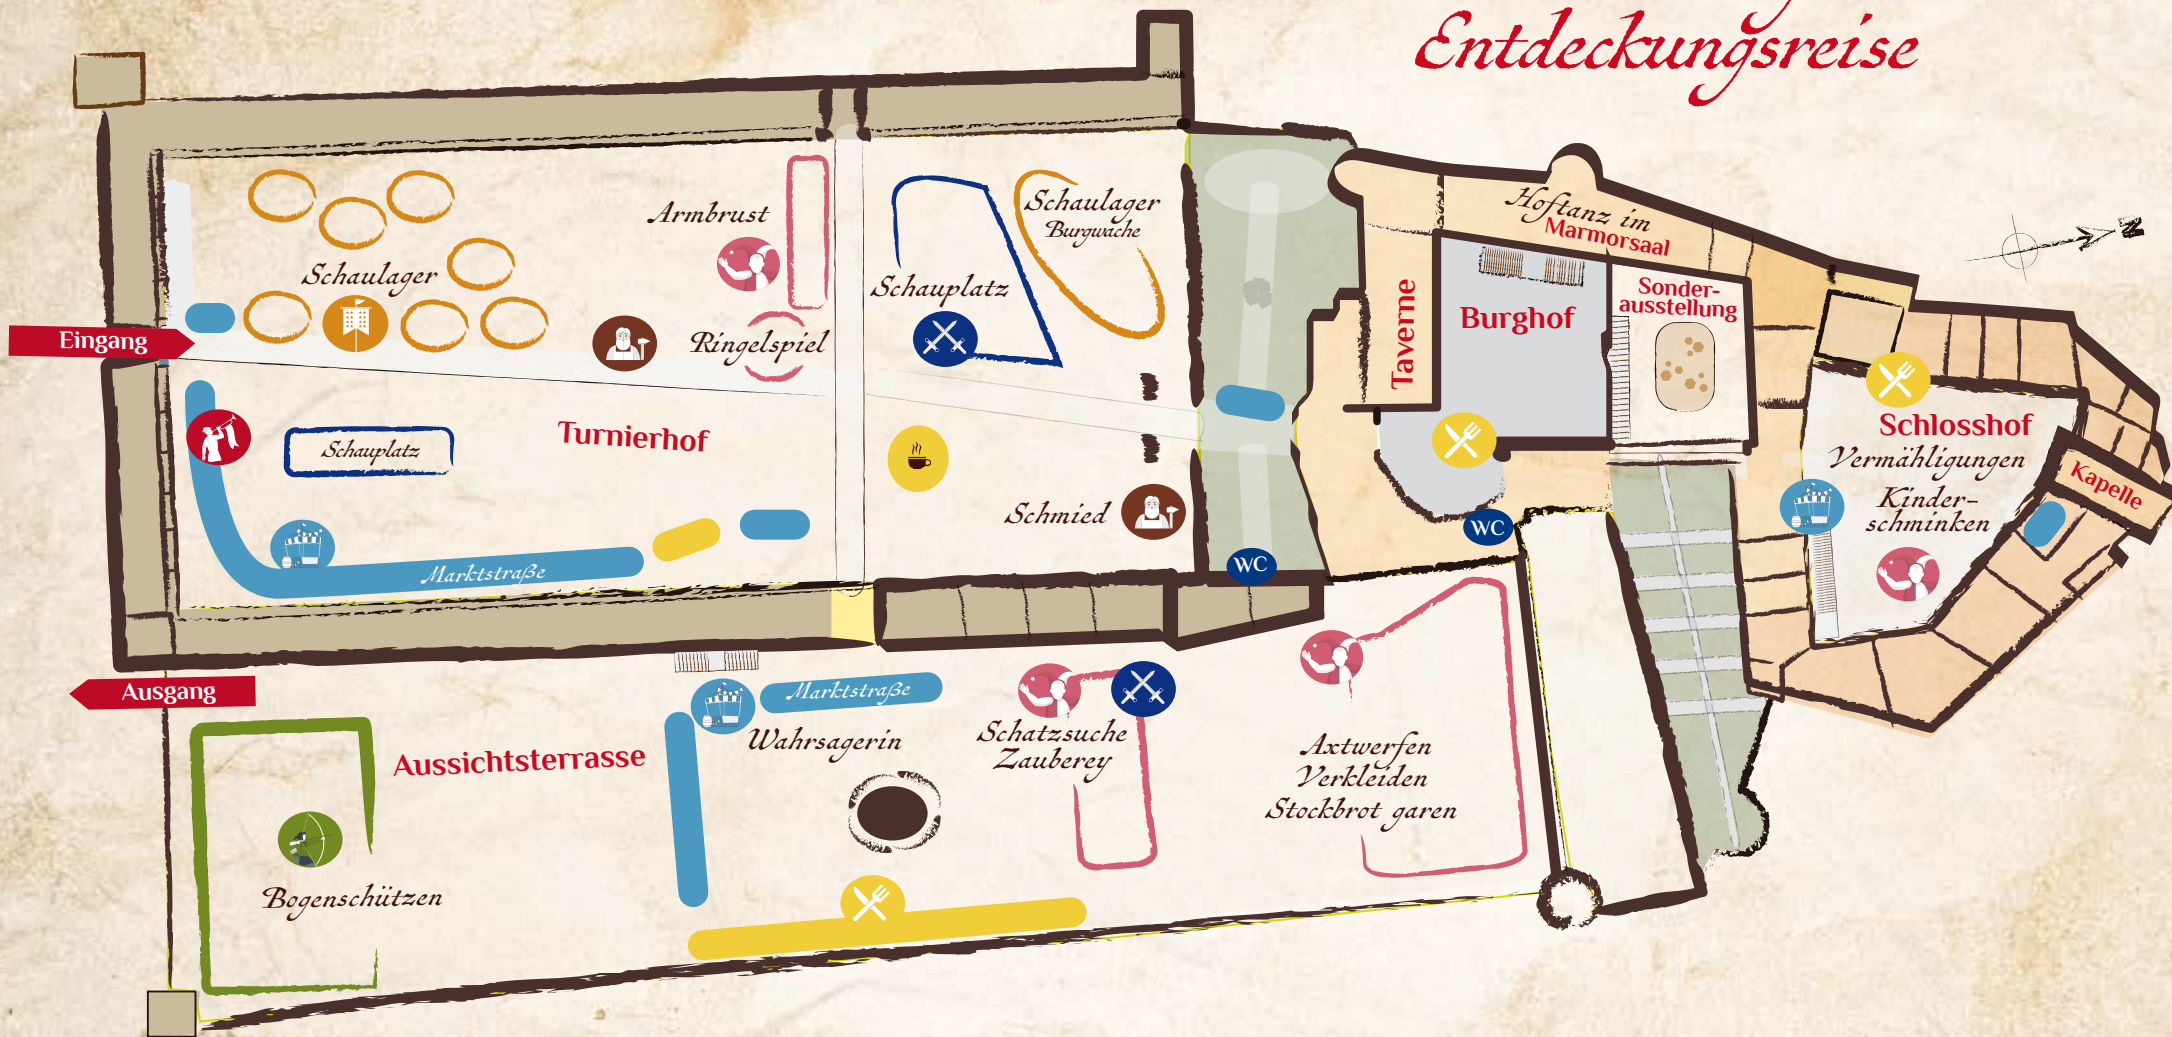 Entdeckungsreise
N
Hoftanz im
Marmorsaal
Armbrust
Schaulager
Burgwache
Schaulager
Schauplatz
Taverne
Burghof
Sonder-
ausstellung
Eingang
Ringelspiel
Turnierhof
Schauplatz
Schlosshof
Vermähligungen
Kinder-
schminken
Kapelle
Schmied
WC
WC
Marktstraße
Ausgang
Marktstraße
Wahrsagerin
Aussichtsterrasse
Schatzsuche
Zauberey
Axtwerfen
Verkleiden
Stockbrot garen
Bogenschützen